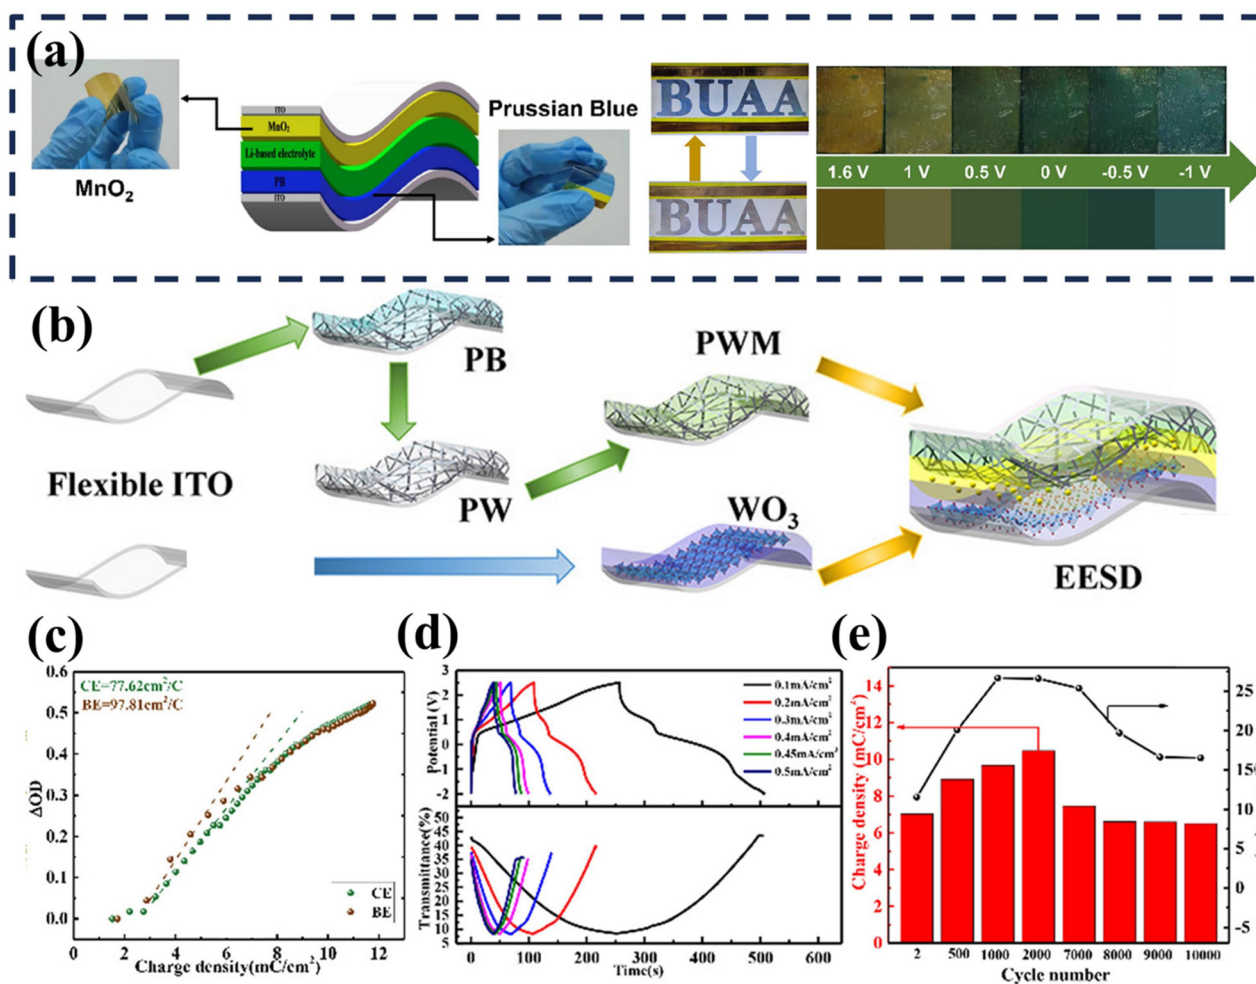 (a)
MnO2
ITO
MnO2
Li-based electrolyte
PB
ITO
Prussian Blue
BUAA
BUAA
1.6 V 1 V 0.5 V 0 V -0.5 V -1 V
(b)
Flexible ITO
PB
PW
PWM
WO3
EESD
(c)
CE=77.62cm2/C
BE=97.81cm2/C
ΔOD
0.6
0.5
0.4
0.3
0.2
0.1
0.0
CE
BE
0 2 4 6 8 10 12
Charge density(mC/cm2)
(d)
Potential (V)
3
2
0
-1
-2
0.1mA/cm2
0.2mA/cm2
0.3mA/cm2
0.4mA/cm2
0.45mA/cm2
0.5mA/cm2
Transmittance(%)
50
45
40
35
30
25
20
15
10
5
0 100 200 300 400 500 600
Time(s)
(e)
Charge density (mC/cm2)
14
12
10
8
6
4
2
0
25
20
15
10
5
0
-5
2 500 1000 2000 7000 8000 9000 10000
Cycle number